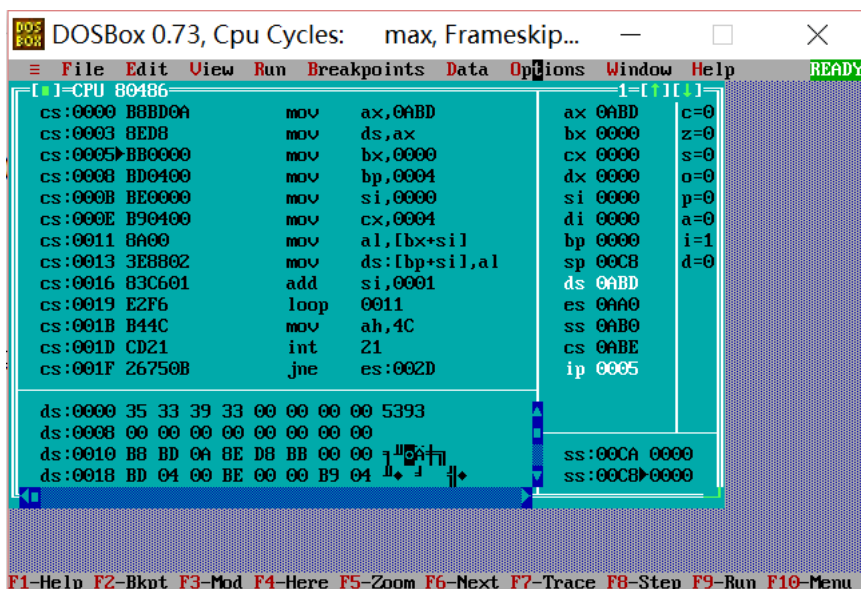 DOSBox 0.73, Cpu Cycles: max, Frameskip...
≡ File Edit View Run Breakpoints Data Options Window Help READY
[■]=CPU 80486 1=[↑][↓]
cs:0000 B8BD0A mov ax,0ABD ax 0ABD c=0
cs:0003 8ED8 mov ds,ax bx 0000 z=0
cs:0005►BB0000 mov bx,0000 cx 0000 s=0
cs:0008 BD0400 mov bp,0004 dx 0000 o=0
cs:000B BE0000 mov si,0000 si 0000 p=0
cs:000E B90400 mov cx,0004 di 0000 a=0
cs:0011 8A00 mov al,[bx+si] bp 0000 i=1
cs:0013 3E8802 mov ds:[bp+si],al sp 00C8 d=0
cs:0016 83C601 add si,0001 ds 0ABD
cs:0019 E2F6 loop 0011 es 0AA0
cs:001B B44C mov ah,4C ss 0AB0
cs:001D CD21 int 21 cs 0ABE
cs:001F 26750B jne es:002D ip 0005
ds:0000 35 33 39 33 00 00 00 00 5393
ds:0008 00 00 00 00 00 00 00 00
ds:0010 B8 BD 0A 8E D8 BB 00 00 ╕╜◙Ä╪╗ ss:00CA 0000
ds:0018 BD 04 00 BE 00 00 B9 04 ╜♦ ╛ ╣♦ ss:00C8►0000
F1-Help F2-Bkpt F3-Mod F4-Here F5-Zoom F6-Next F7-Trace F8-Step F9-Run F10-Menu